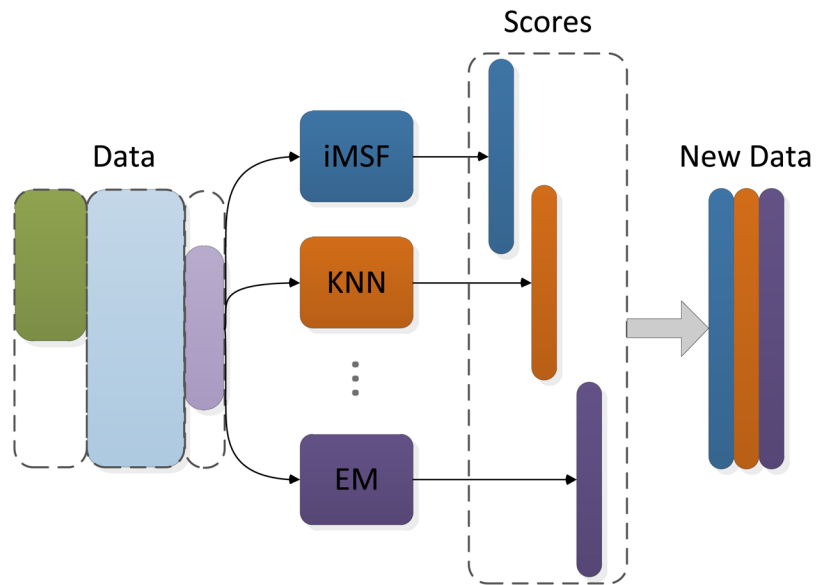 Scores
Data
iMSF
New Data
KNN
EM